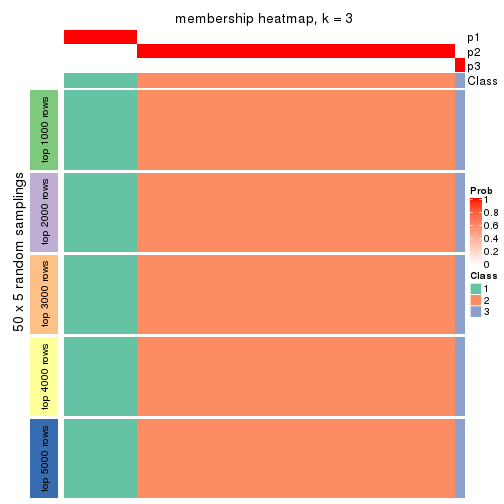 membership heatmap, k = 3
p1
p2
p3
Class
50 x 5 random samplings
top 1000 rows
top 2000 rows
top 3000 rows
top 4000 rows
top 5000 rows
Prob
1
0.8
0.6
0.4
0.2
0
Class
1
2
3